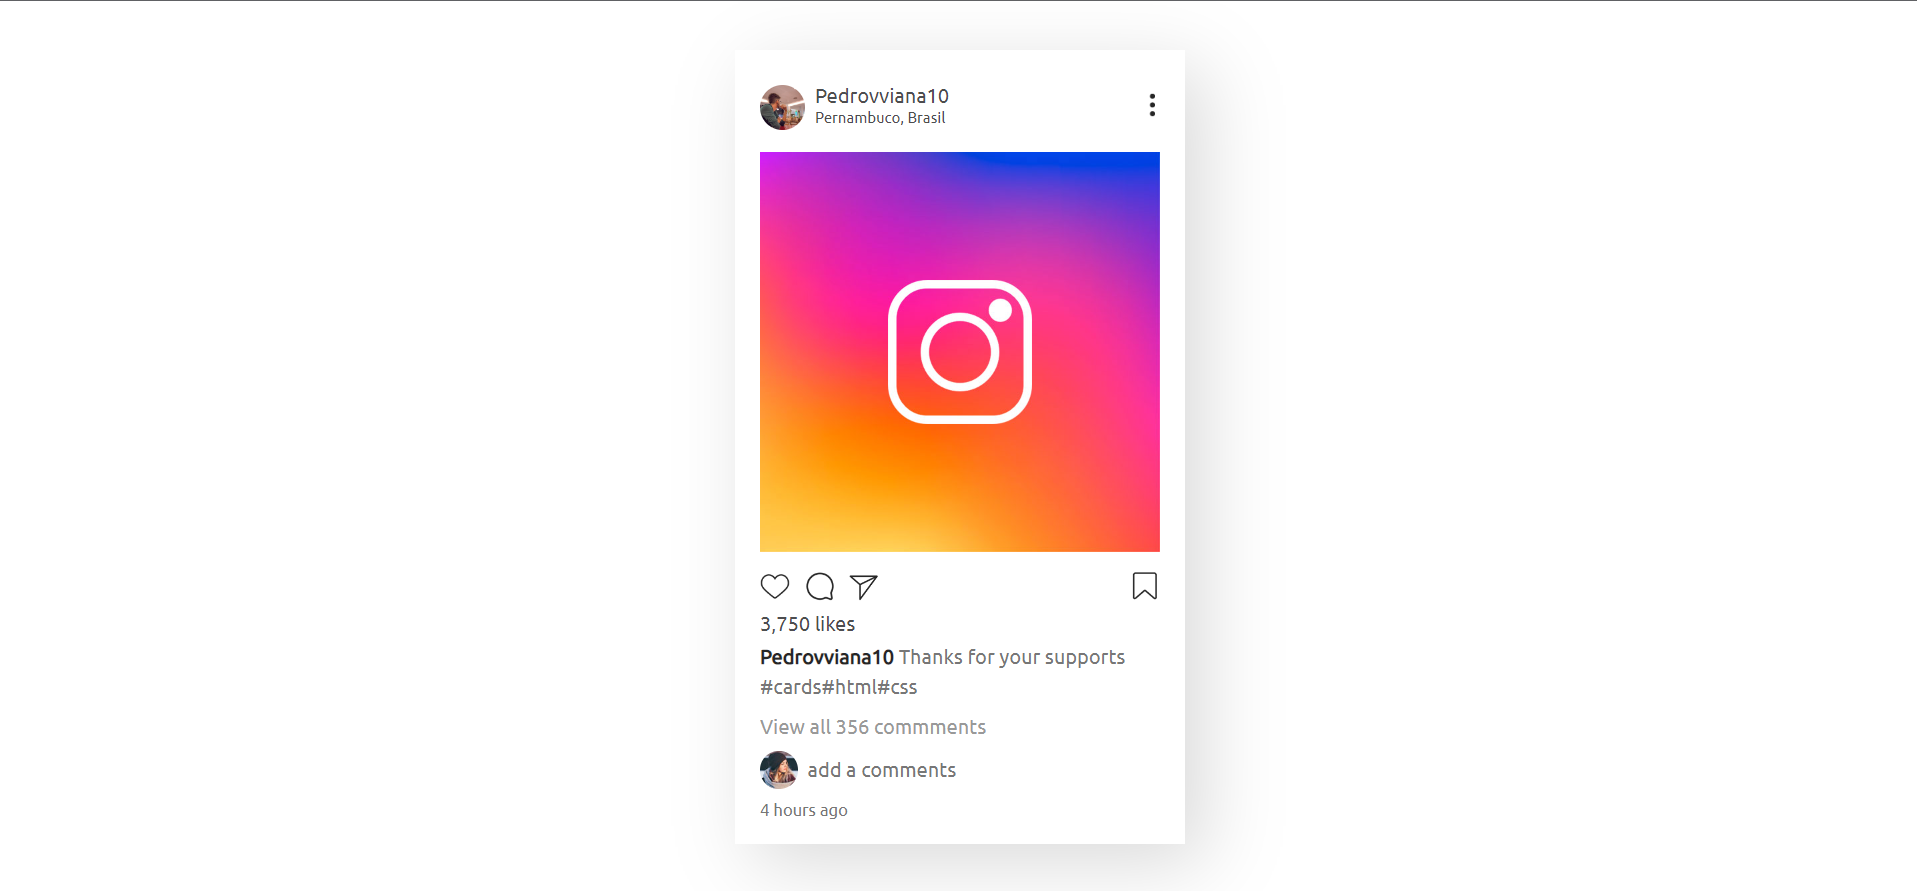 Pedrovviana10
Pernambuco, Brasil
3,750 likes
Pedrovviana10 Thanks for your supports
#cards#html#css
View all 356 commments
add a comments
4 hours ago